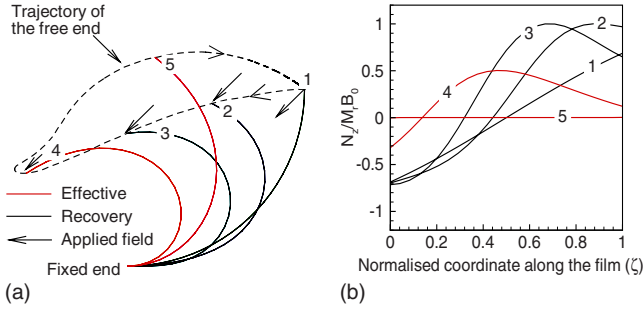 Trajectory of
the free end
1
2
3
4
5
Effective
Recovery
Applied field
Fixed end
(a)
N_z/M_rB_0
1
0.5
0
-0.5
-1
0
0.2
0.4
0.6
0.8
1
1
2
3
4
5
Normalised coordinate along the film (ζ)
(b)